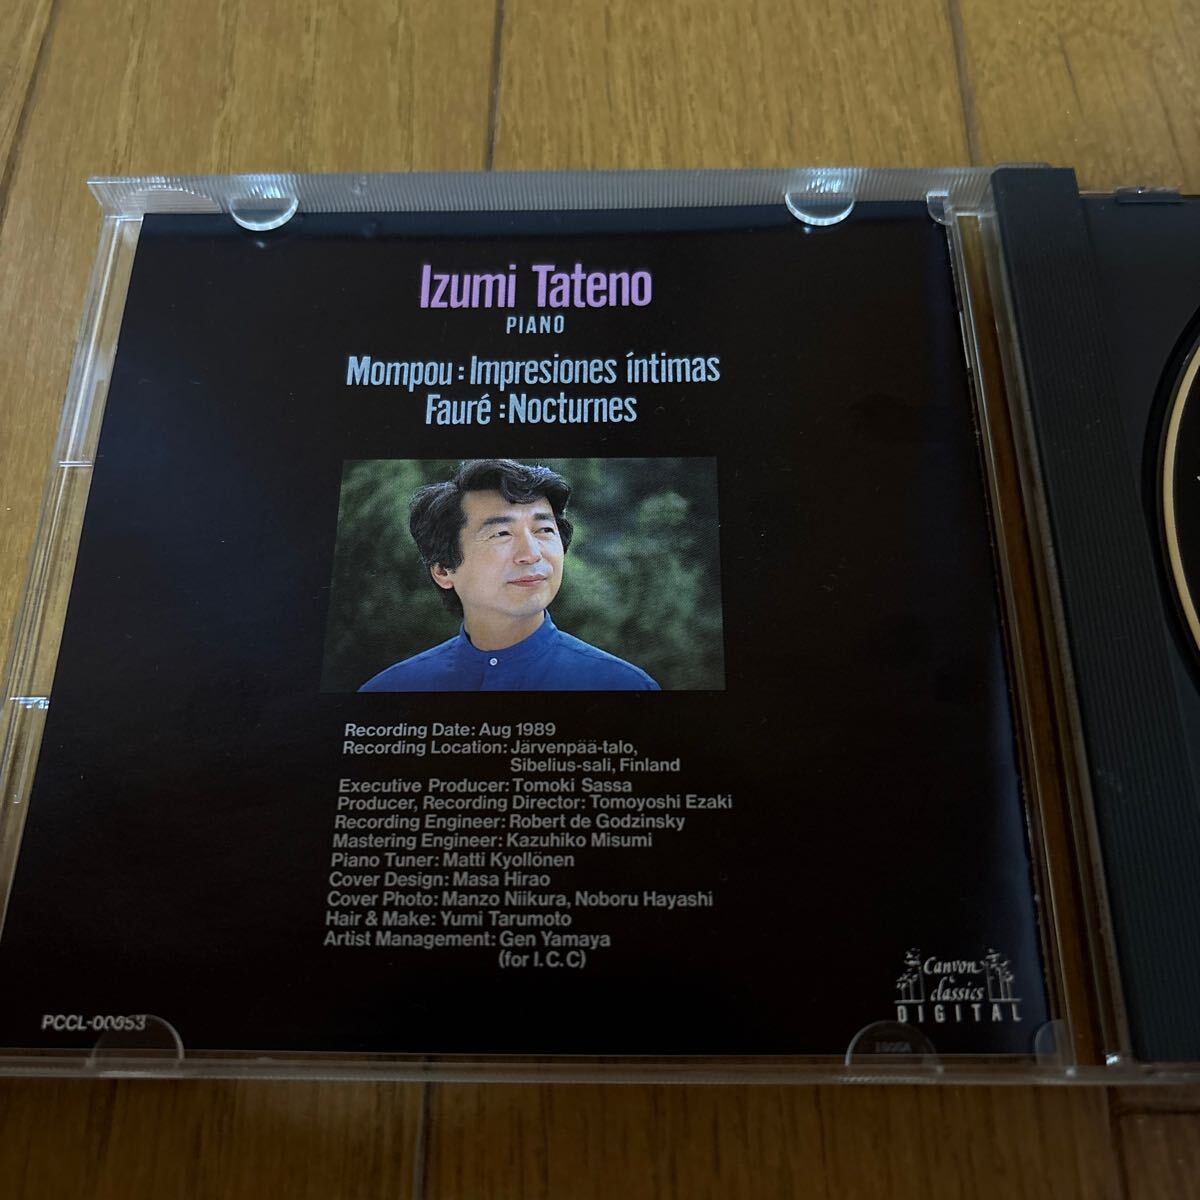 Izumi Tateno
PIANO
Mompou : Impresiones íntimas
Fauré : Nocturnes
Recording Date: Aug 1989
Recording Location: Järvenpää-talo,
Sibelius-sali, Finland
Executive Producer: Tomoki Sassa
Producer, Recording Director: Tomoyoshi Ezaki
Recording Engineer: Robert de Godzinsky
Mastering Engineer: Kazuhiko Misumi
Piano Tuner: Matti Kyollönen
Cover Design: Masa Hirao
Cover Photo: Manzo Niikura, Noboru Hayashi
Hair & Make: Yumi Tarumoto
Artist Management: Gen Yamaya
(for I.C.C)
Canyon
classics
DIGITAL
PCCL-00053